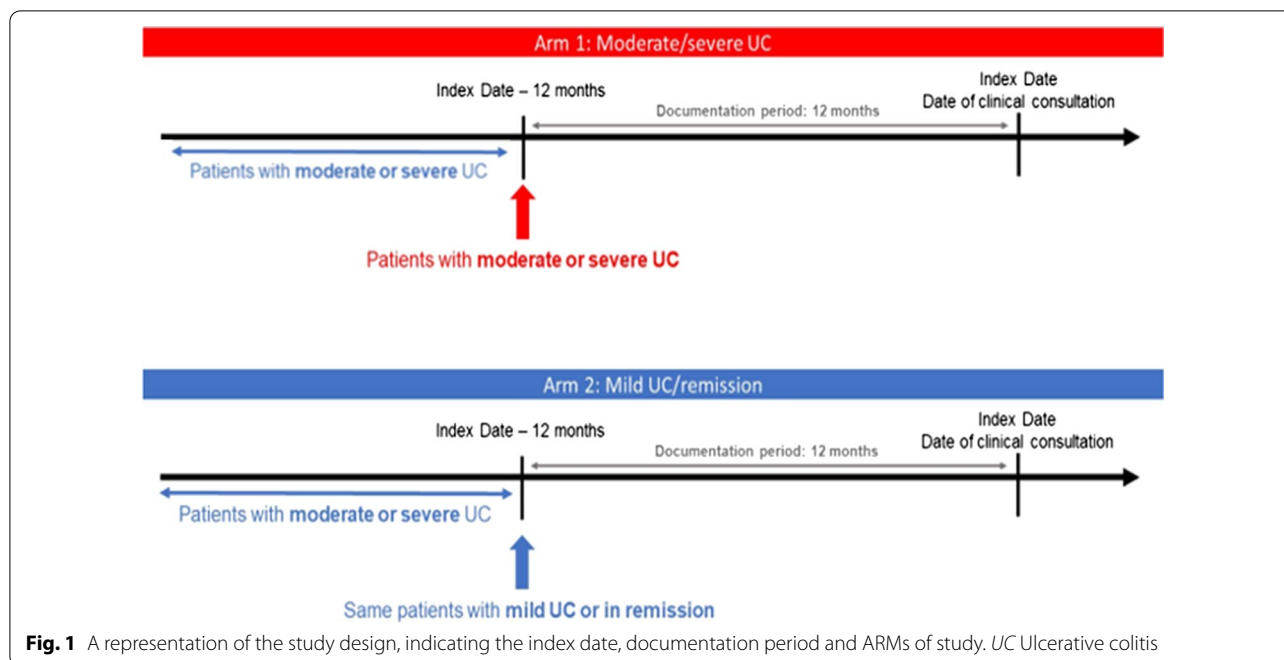 Arm 1: Moderate/severe UC
Index Date – 12 months
Index Date
Date of clinical consultation
Documentation period: 12 months
Patients with moderate or severe UC
Patients with moderate or severe UC
Arm 2: Mild UC/remission
Index Date – 12 months
Index Date
Date of clinical consultation
Documentation period: 12 months
Patients with moderate or severe UC
Same patients with mild UC or in remission
Fig. 1 A representation of the study design, indicating the index date, documentation period and ARMs of study. UC Ulcerative colitis